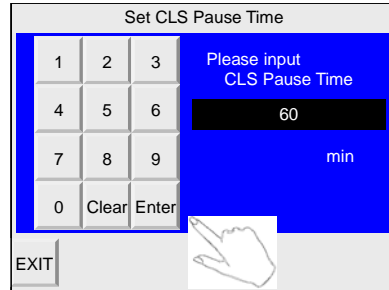 Set CLS Pause Time
1 2 3
4 5 6
7 8 9
0 Clear Enter
Please input
CLS Pause Time
60
min
EXIT